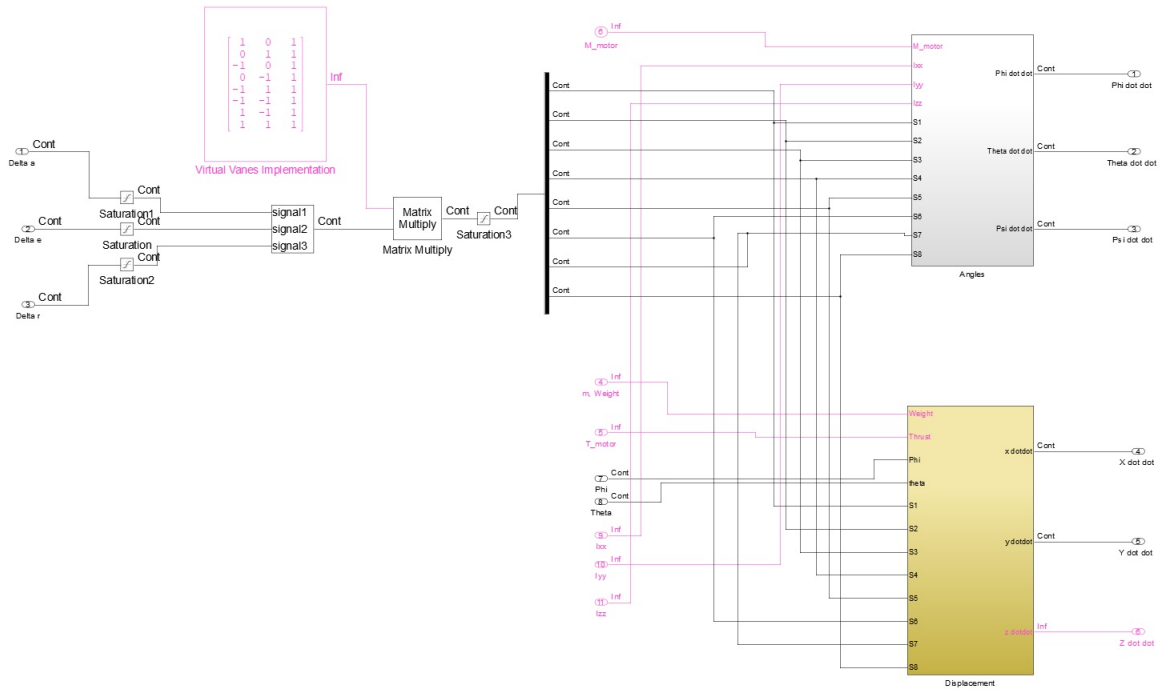 1 0 1
0 1 1
-1 0 1
0 -1 1
-1 1 1
-1 -1 1
1 -1 1
1 1 1
Inf
Virtual Vanes Implementation
1 Cont
Delta a
Cont
Saturation1
2 Cont
Delta e
Cont
Saturation
3 Cont
Delta r
Cont
Saturation2
signal1
signal2
signal3
Cont
Matrix
Multiply
Matrix Multiply
Cont
Cont
Saturation3
Cont
Cont
Cont
Cont
Cont
Cont
Cont
Cont
6 Inf
M_motor
M_motor
Ixx
Iyy
Izz
S1
S2
S3
S4
S5
S6
S7
S8
Phi dot dot
Theta dot dot
Psi dot dot
Angles
Cont 1
Phi dot dot
Cont 2
Theta dot dot
Cont 3
Psi dot dot
4 Inf
m, Weight
5 Inf
T_motor
7 Cont
Phi
8 Cont
Theta
9 Inf
Ixx
10 Inf
Iyy
11 Inf
Izz
Weight
Thrust
Phi
theta
S1
S2
S3
S4
S5
S6
S7
S8
x dotdot
y dotdot
z dotdot
Displacement
Cont 4
X dot dot
Cont 5
Y dot dot
Inf 6
Z dot dot